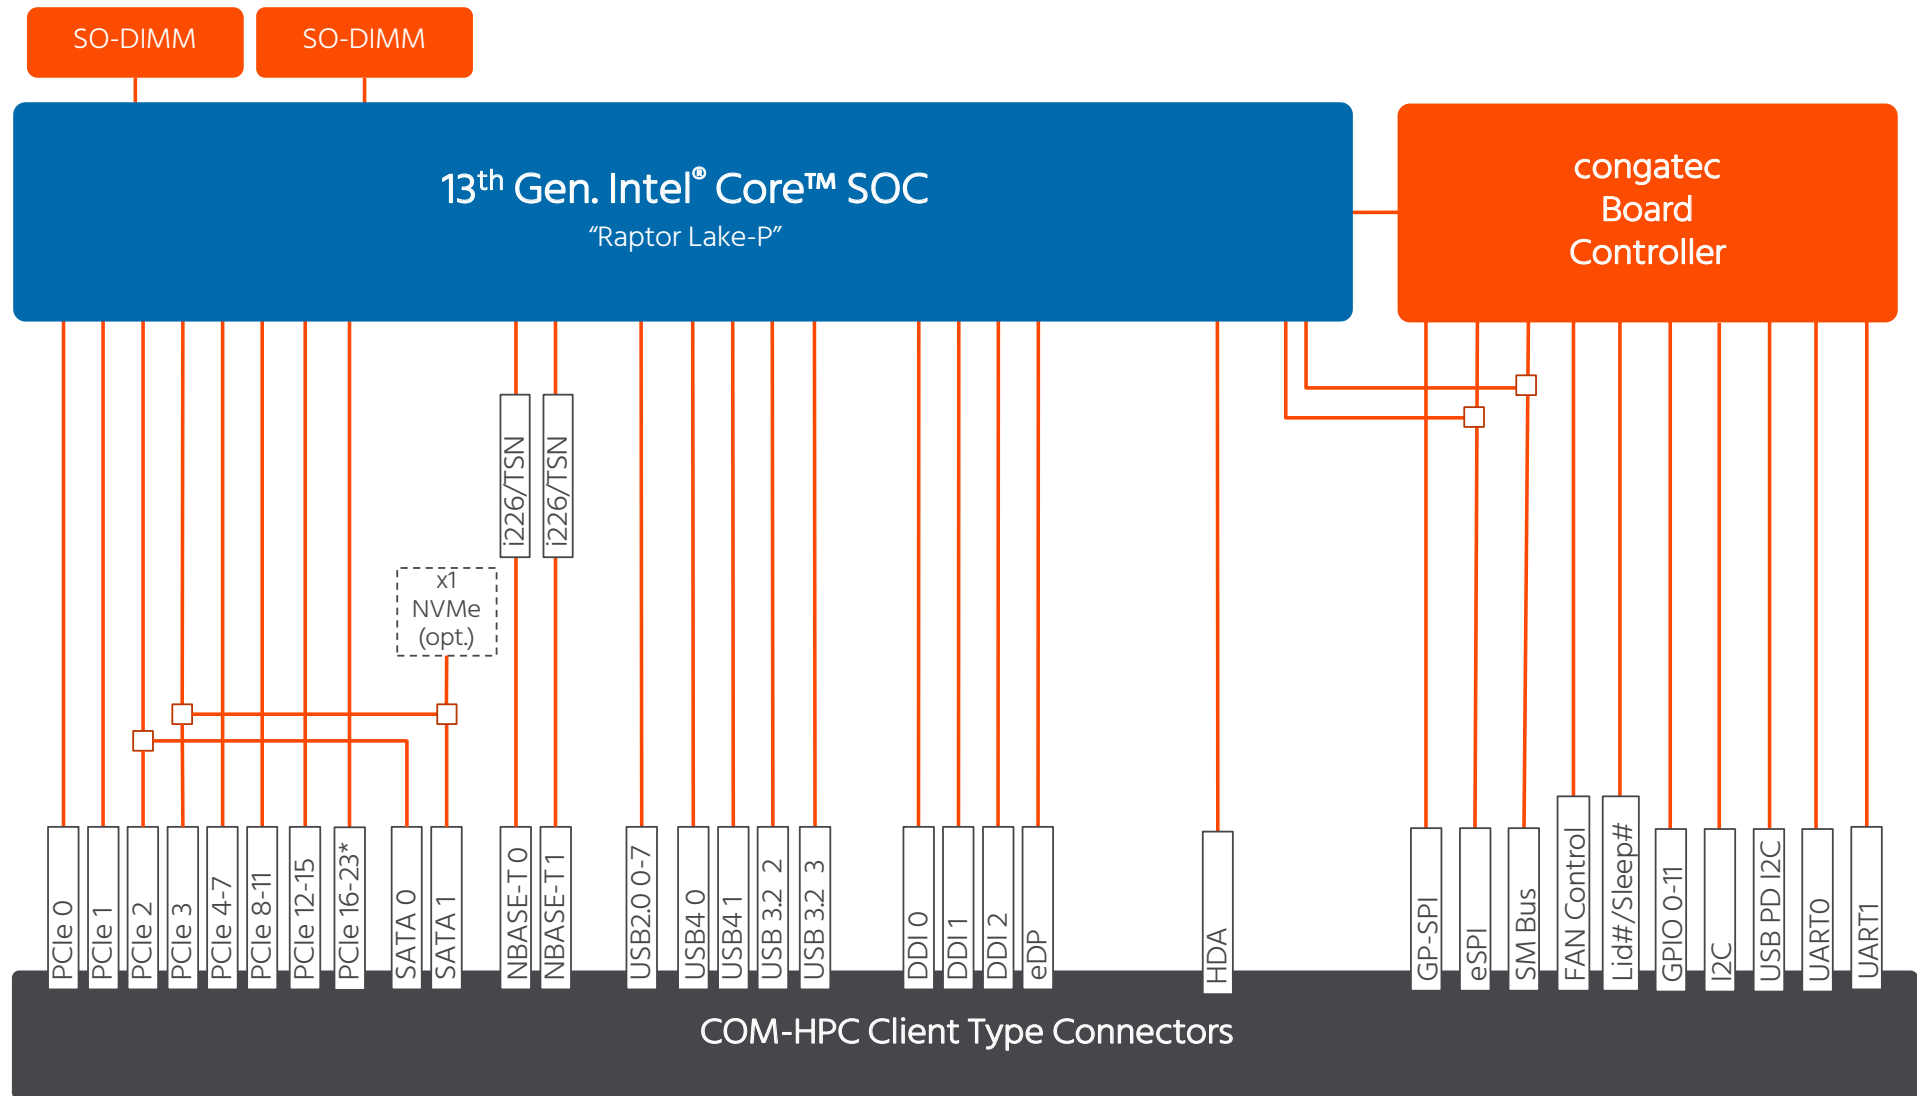 SO-DIMM
SO-DIMM
13th Gen. Intel® Core™ SOC
“Raptor Lake-P”
congatec
Board
Controller
i226/TSN
i226/TSN
x1
NVMe
(opt.)
PCIe 0
PCIe 1
PCIe 2
PCIe 3
PCIe 4-7
PCIe 8-11
PCIe 12-15
PCIe 16-23*
SATA 0
SATA 1
NBASE-T 0
NBASE-T 1
USB2.0 0-7
USB4 0
USB4 1
USB 3.2 2
USB 3.2 3
DDI 0
DDI 1
DDI 2
eDP
HDA
GP-SPI
eSPI
SM Bus
FAN Control
Lid#/Sleep#
GPIO 0-11
I2C
USB PD I2C
UART0
UART1
COM-HPC Client Type Connectors